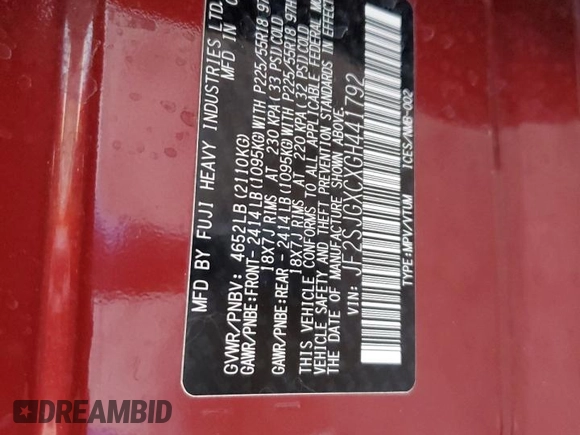 MFD BY FUJI HEAVY INDUSTRIES LTD.
GVWR/PNBV: 4652LB (2110KG)
GAWR/PNBE:FRONT-2414LB(1095KG)WITH P225/55R18 97H
18X7J RIMS AT 230 KPA( 33 PSI)COLD
GAWR/PNBE:REAR -2414LB(1095KG)WITH P225/55R18 97H
18X7J RIMS AT 220 KPA( 32 PSI)COLD
THIS VEHICLE CONFORMS TO ALL APPLICABLE FEDERAL MOTOR
VEHICLE SAFETY AND THEFT PREVENTION STANDARDS IN EFFECT
THE DATE OF MANUFACTURE SHOWN ABOVE.
VIN: JF2SJGXCXGH441792
TYPE:MPV/VTUM ICES/NMB-002
DREAMBID